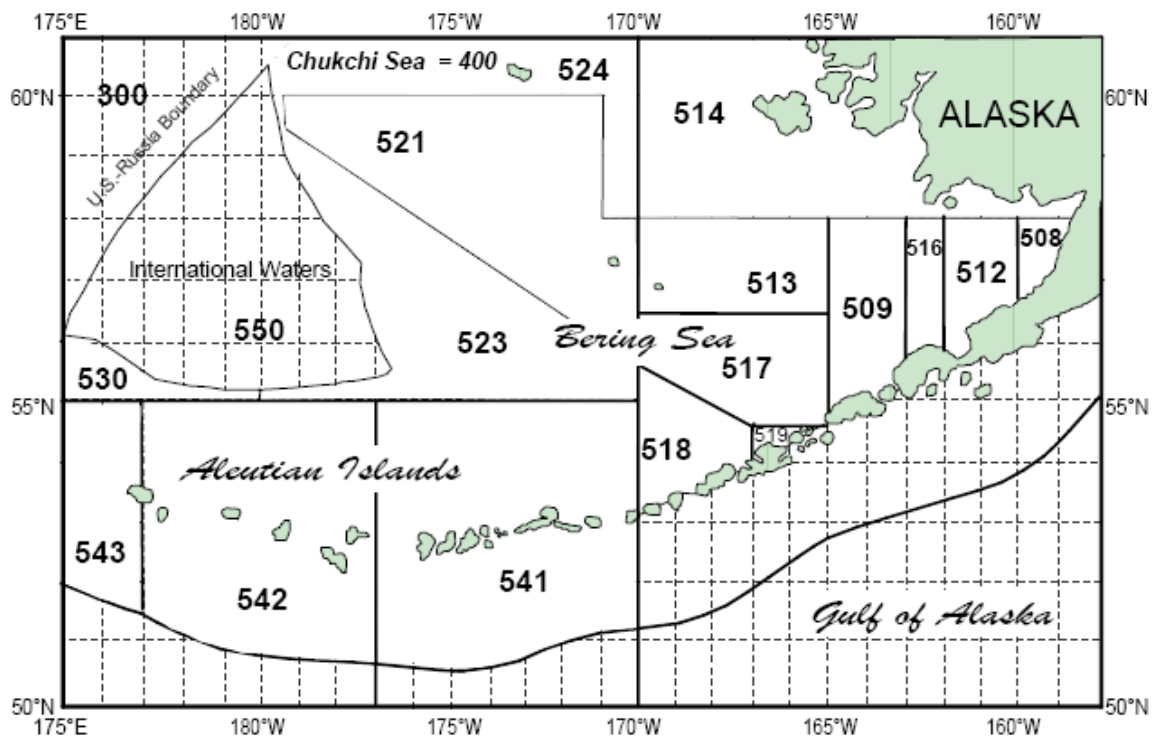 175°E 180°W 175°W 170°W 165°W 160°W
Chukchi Sea = 400
524
60°N
300
60°N
514
ALASKA
521
U.S.-Russia Boundary
508
516
International Waters
512
513
509
550
523
Bering Sea
517
530
55°N
55°N
519
518
Aleutian Islands
543
541
542
Gulf of Alaska
50°N
50°N
175°E 180°W 175°W 170°W 165°W 160°W